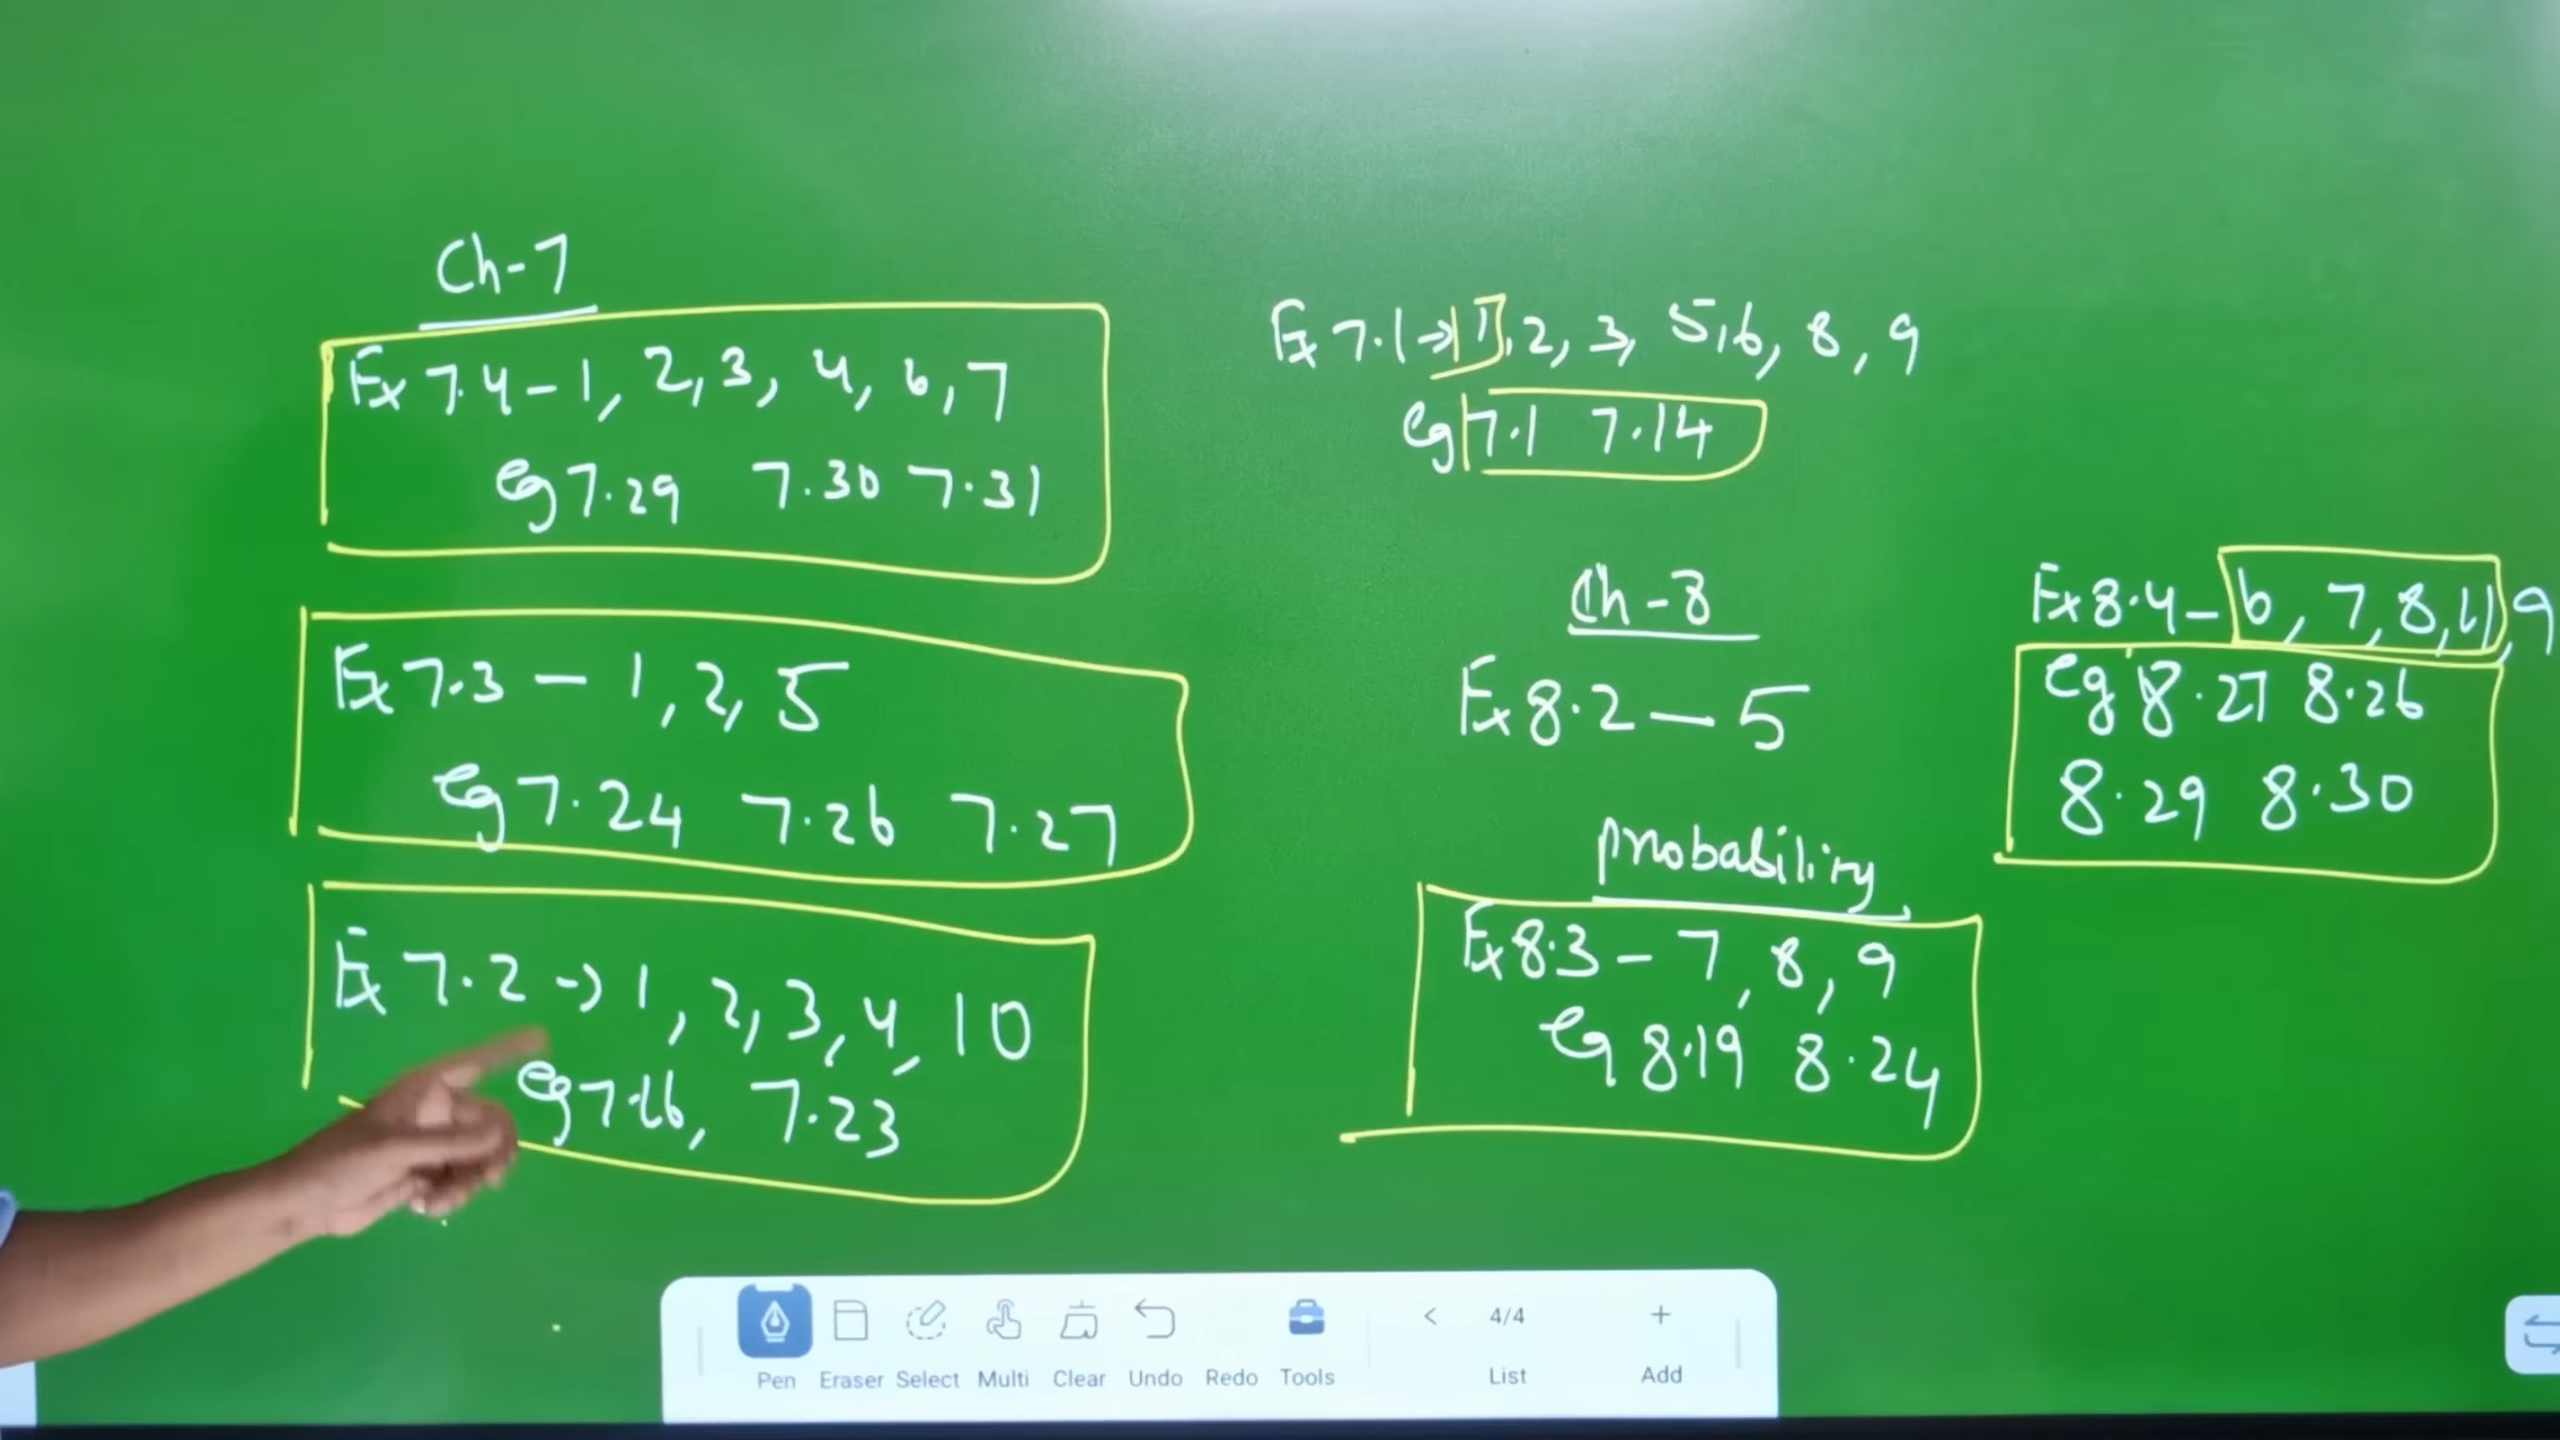 Ch-7
Ex 7.4 - 1, 2, 3, 4, 6, 7
eg 7.29 7.30 7.31
Ex 7.3 - 1, 2, 5
eg 7.24 7.26 7.27
Ex 7.2 → 1, 2, 3, 4, 10
eg 7.16, 7.23
Ex 7.1 → 1, 2, 3, 5, 6, 8, 9
eg 7.1 7.14
Ch-8
Ex 8.2 - 5
Probability
Ex 8.3 - 7, 8, 9
eg 8.19 8.24
Ex 8.4 - 6, 7, 8, 11, 9
eg 8.27 8.26
8.29 8.30
4/4
Pen Eraser Select Multi Clear Undo Redo Tools List Add